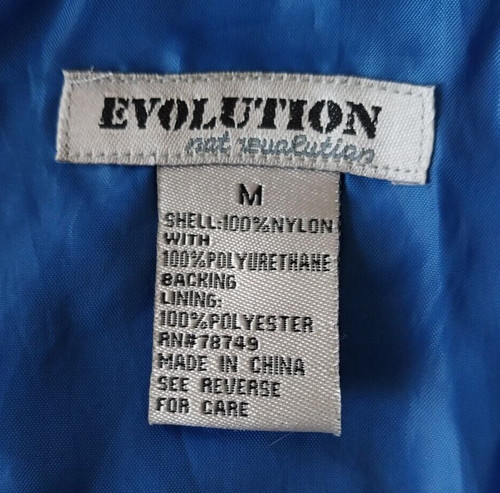 EVOLUTION
not revolution
M
SHELL:100%NYLON
WITH
100%POLYURETHANE
BACKING
LINING:
100%POLYESTER
RN#78749
MADE IN CHINA
SEE REVERSE
FOR CARE